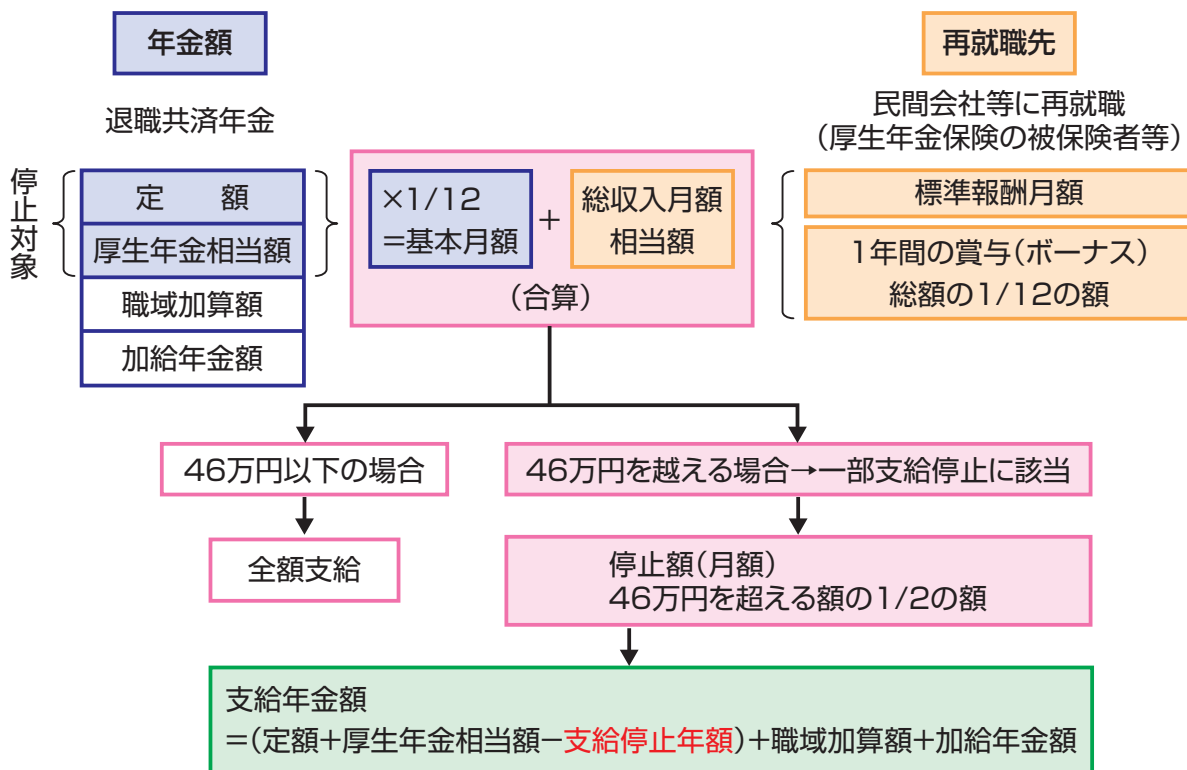 年金額
退職共済年金
停止対象
定　　額
厚生年金相当額
職域加算額
加給年金額
×1/12
=基本月額
+
総収入月額
相当額
(合算)
再就職先
民間会社等に再就職
(厚生年金保険の被保険者等)
標準報酬月額
1年間の賞与(ボーナス)
総額の1/12の額
46万円以下の場合
全額支給
46万円を越える場合→一部支給停止に該当
停止額(月額)
46万円を超える額の1/2の額
支給年金額
=(定額+厚生年金相当額−支給停止年額)+職域加算額+加給年金額